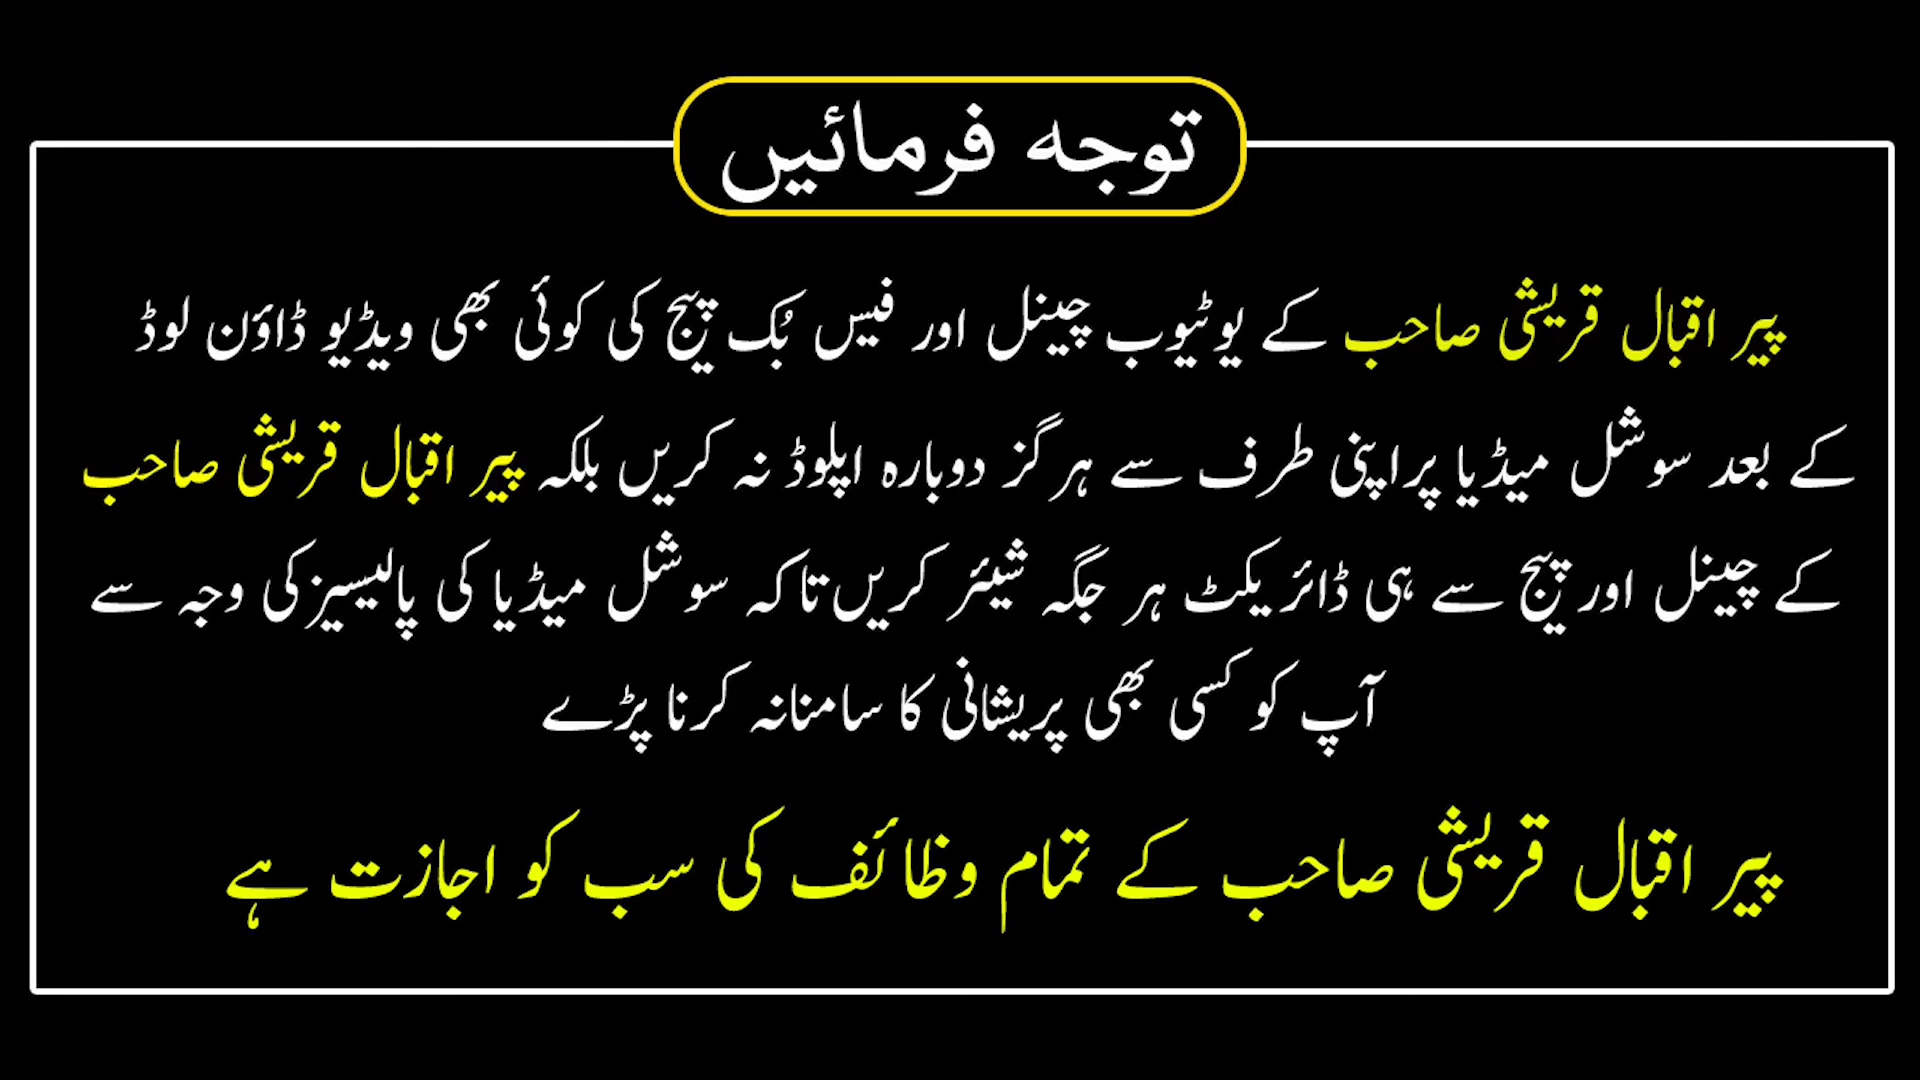 توجہ فرمائیں
پیر اقبال قریشی صاحب کے یوٹیوب چینل اور فیس بُک پیج کی کوئی بھی ویڈیو ڈاؤن لوڈ
کے بعد سوشل میڈیا پر اپنی طرف سے ہرگز دوبارہ اپلوڈ نہ کریں بلکہ پیر اقبال قریشی صاحب
کے چینل اور پیج سے ہی ڈائریکٹ ہر جگہ شیئر کریں تاکہ سوشل میڈیا کی پالیسیز کی وجہ سے
آپ کو کسی بھی پریشانی کا سامنا نہ کرنا پڑے
پیر اقبال قریشی صاحب کے تمام وظائف کی سب کو اجازت ہے